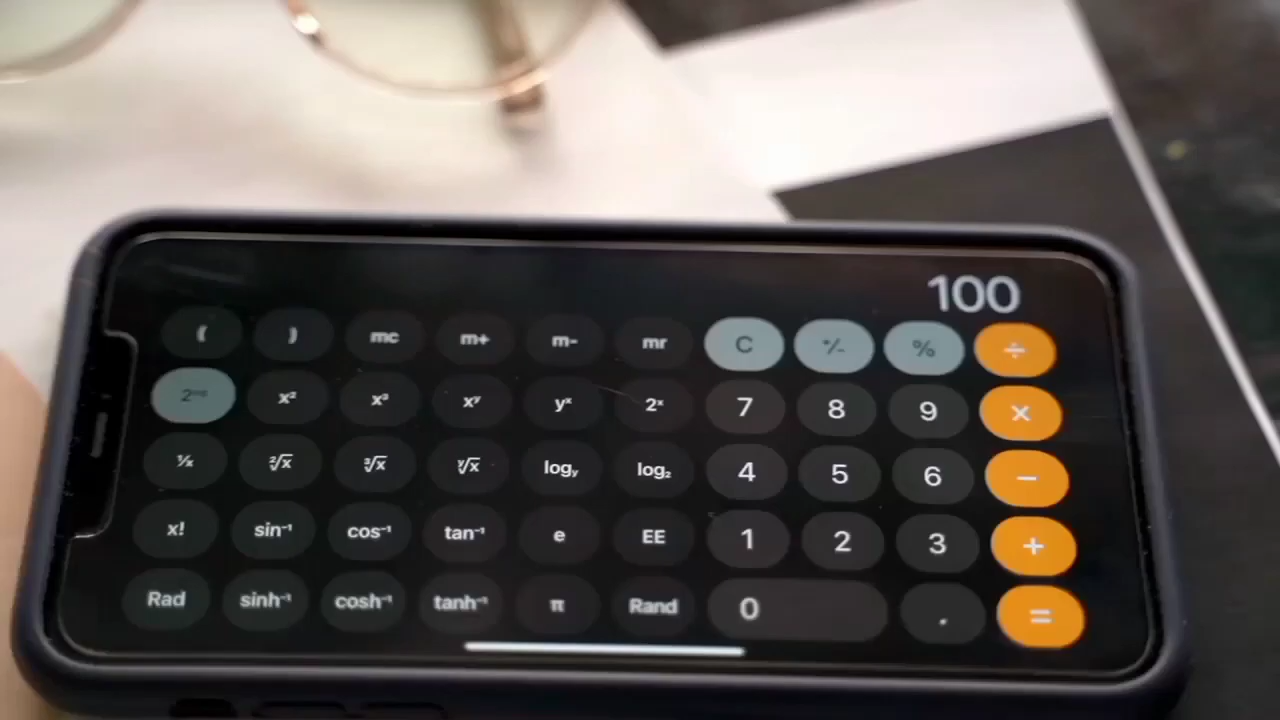 100
( ) mc m+ m- mr C ⁺/₋ % ÷
2ⁿᵈ x² x³ xʸ yˣ 2ˣ 7 8 9 ×
¹/ₓ ²√x ³√x ʸ√x logᵧ log₂ 4 5 6 −
x! sin⁻¹ cos⁻¹ tan⁻¹ e EE 1 2 3 +
Rad sinh⁻¹ cosh⁻¹ tanh⁻¹ π Rand 0 . =